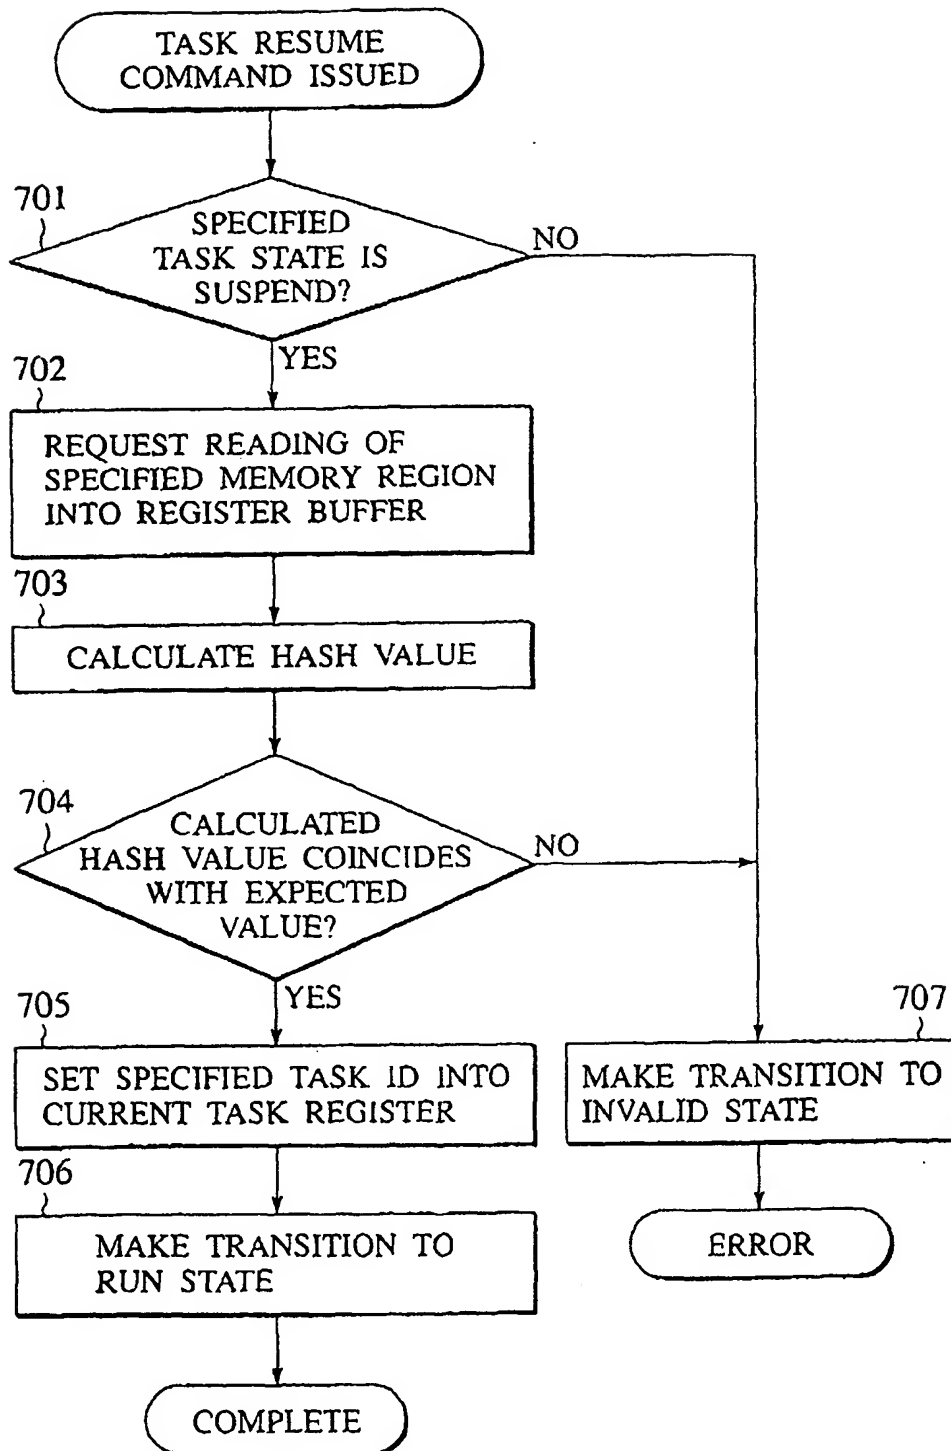 TASK RESUME
COMMAND ISSUED
701
SPECIFIED
TASK STATE IS
SUSPEND?
NO
YES
702
REQUEST READING OF
SPECIFIED MEMORY REGION
INTO REGISTER BUFFER
703
CALCULATE HASH VALUE
704
CALCULATED
HASH VALUE COINCIDES
WITH EXPECTED
VALUE?
NO
YES
705
SET SPECIFIED TASK ID INTO
CURRENT TASK REGISTER
707
MAKE TRANSITION TO
INVALID STATE
706
MAKE TRANSITION TO
RUN STATE
ERROR
COMPLETE